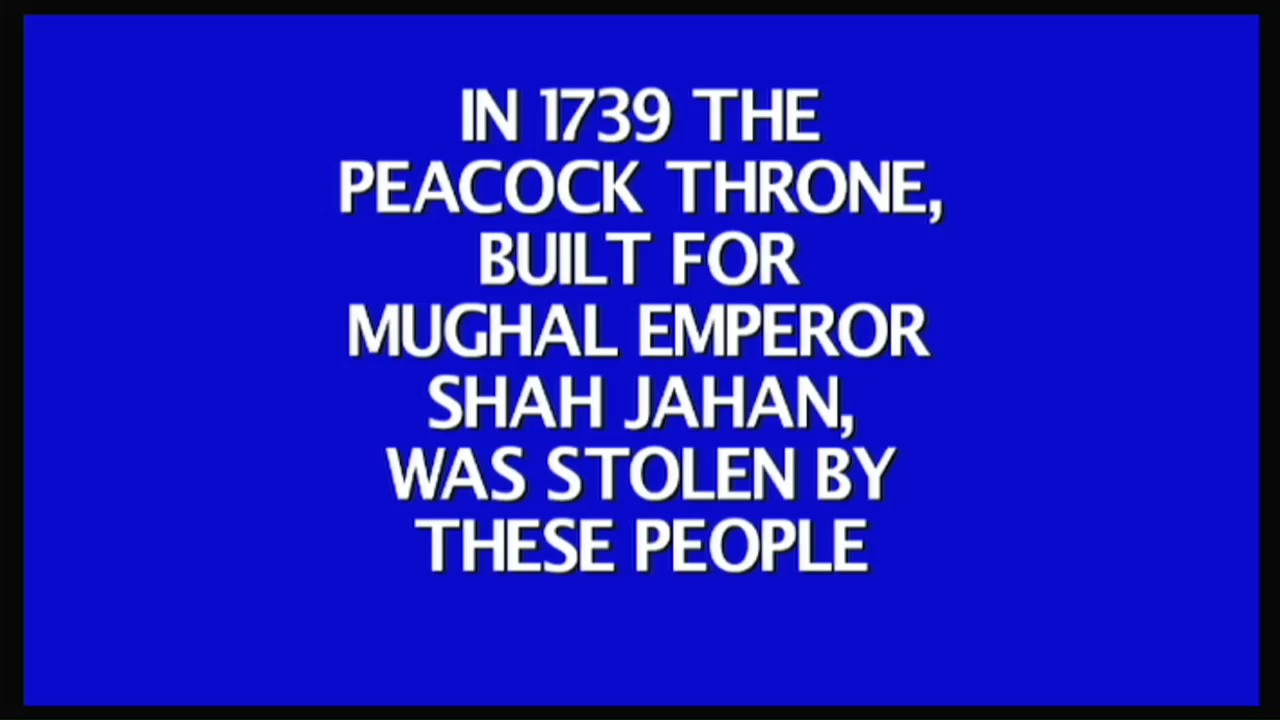 IN 1739 THE
PEACOCK THRONE,
BUILT FOR
MUGHAL EMPEROR
SHAH JAHAN,
WAS STOLEN BY
THESE PEOPLE